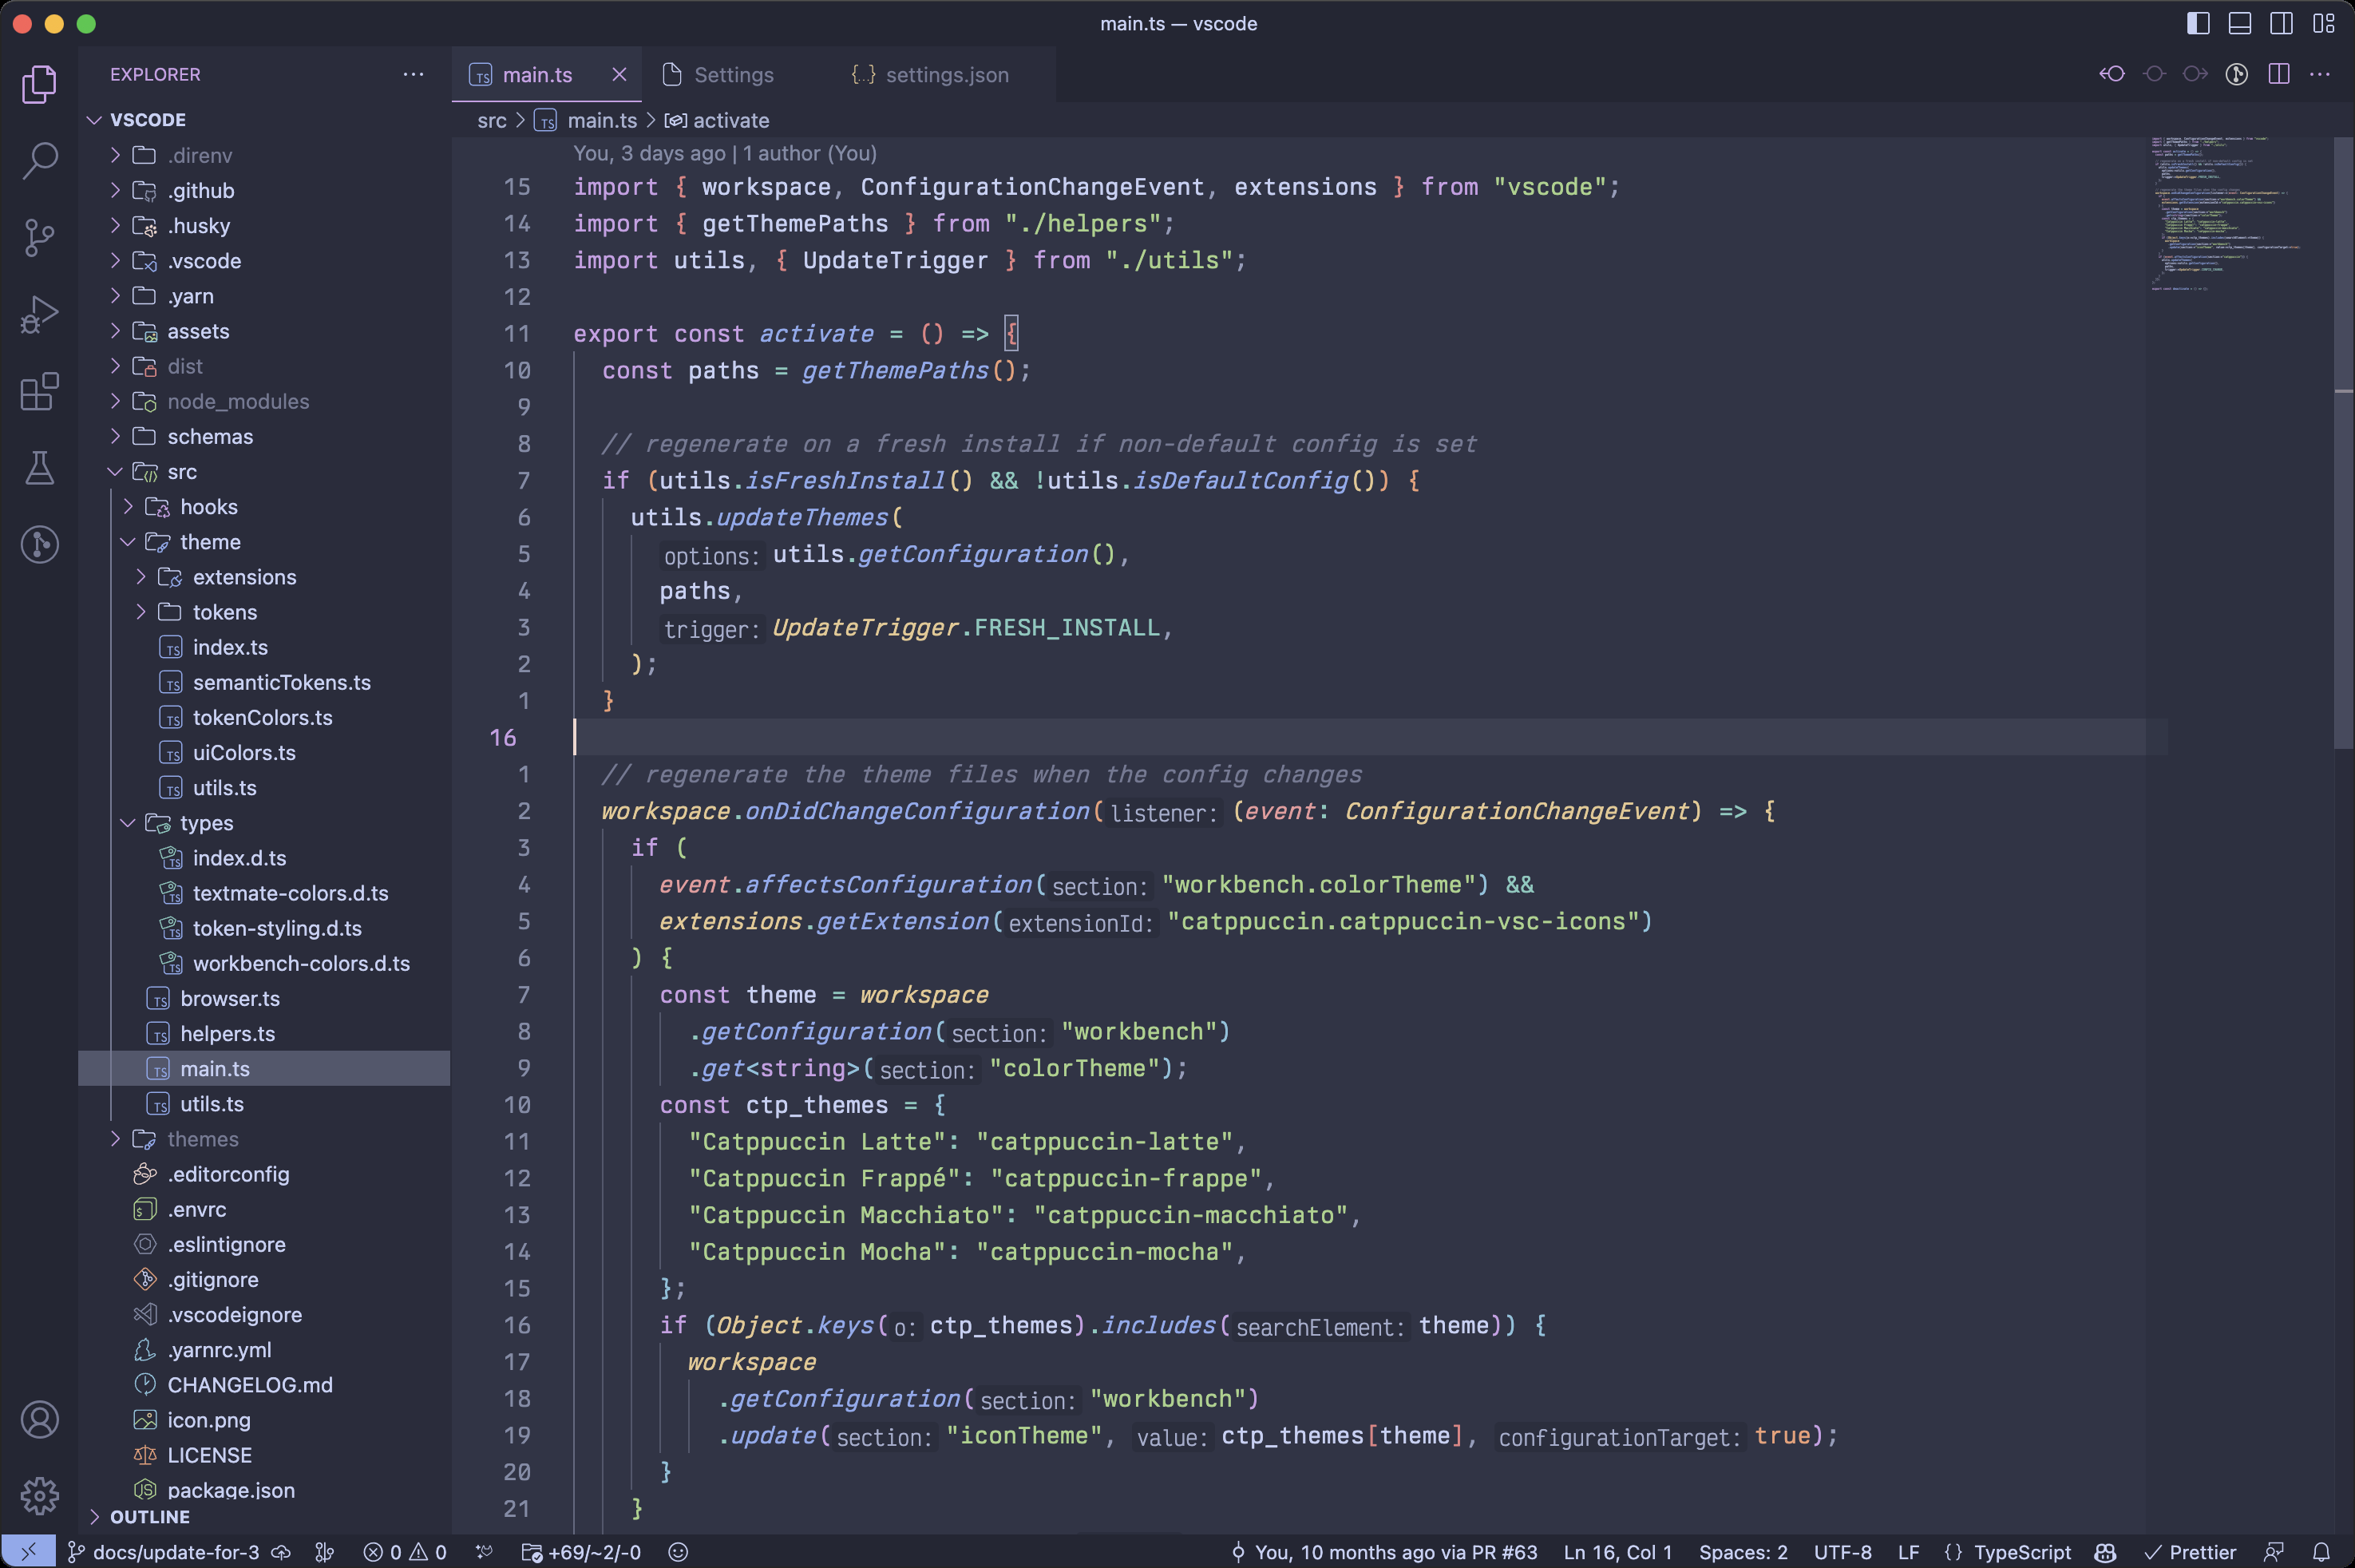 main.ts — vscode
EXPLORER
VSCODE
.direnv
.github
.husky
.vscode
.yarn
assets
dist
node_modules
schemas
src
hooks
theme
extensions
tokens
index.ts
semanticTokens.ts
tokenColors.ts
uiColors.ts
utils.ts
types
index.d.ts
textmate-colors.d.ts
token-styling.d.ts
workbench-colors.d.ts
browser.ts
helpers.ts
main.ts
utils.ts
themes
.editorconfig
.envrc
.eslintignore
.gitignore
.vscodeignore
.yarnrc.yml
CHANGELOG.md
icon.png
LICENSE
package.json
OUTLINE
main.ts Settings settings.json
src > main.ts > activate
You, 3 days ago | 1 author (You)
15 import { workspace, ConfigurationChangeEvent, extensions } from "vscode";
14 import { getThemePaths } from "./helpers";
13 import utils, { UpdateTrigger } from "./utils";
12
11 export const activate = () => {
10 const paths = getThemePaths();
9
8 // regenerate on a fresh install if non-default config is set
7 if (utils.isFreshInstall() && !utils.isDefaultConfig()) {
6 utils.updateThemes(
5 options: utils.getConfiguration(),
4 paths,
3 trigger: UpdateTrigger.FRESH_INSTALL,
2 );
1 }
16
1 // regenerate the theme files when the config changes
2 workspace.onDidChangeConfiguration( listener: (event: ConfigurationChangeEvent) => {
3 if (
4 event.affectsConfiguration( section: "workbench.colorTheme") &&
5 extensions.getExtension( extensionId: "catppuccin.catppuccin-vsc-icons")
6 ) {
7 const theme = workspace
8 .getConfiguration( section: "workbench")
9 .get<string>( section: "colorTheme");
10 const ctp_themes = {
11 "Catppuccin Latte": "catppuccin-latte",
12 "Catppuccin Frappé": "catppuccin-frappe",
13 "Catppuccin Macchiato": "catppuccin-macchiato",
14 "Catppuccin Mocha": "catppuccin-mocha",
15 };
16 if (Object.keys( o: ctp_themes).includes( searchElement: theme)) {
17 workspace
18 .getConfiguration( section: "workbench")
19 .update( section: "iconTheme", value: ctp_themes[theme], configurationTarget: true);
20 }
21 }
docs/update-for-3 0 0 +69/~2/-0 You, 10 months ago via PR #63 Ln 16, Col 1 Spaces: 2 UTF-8 LF {} TypeScript Prettier